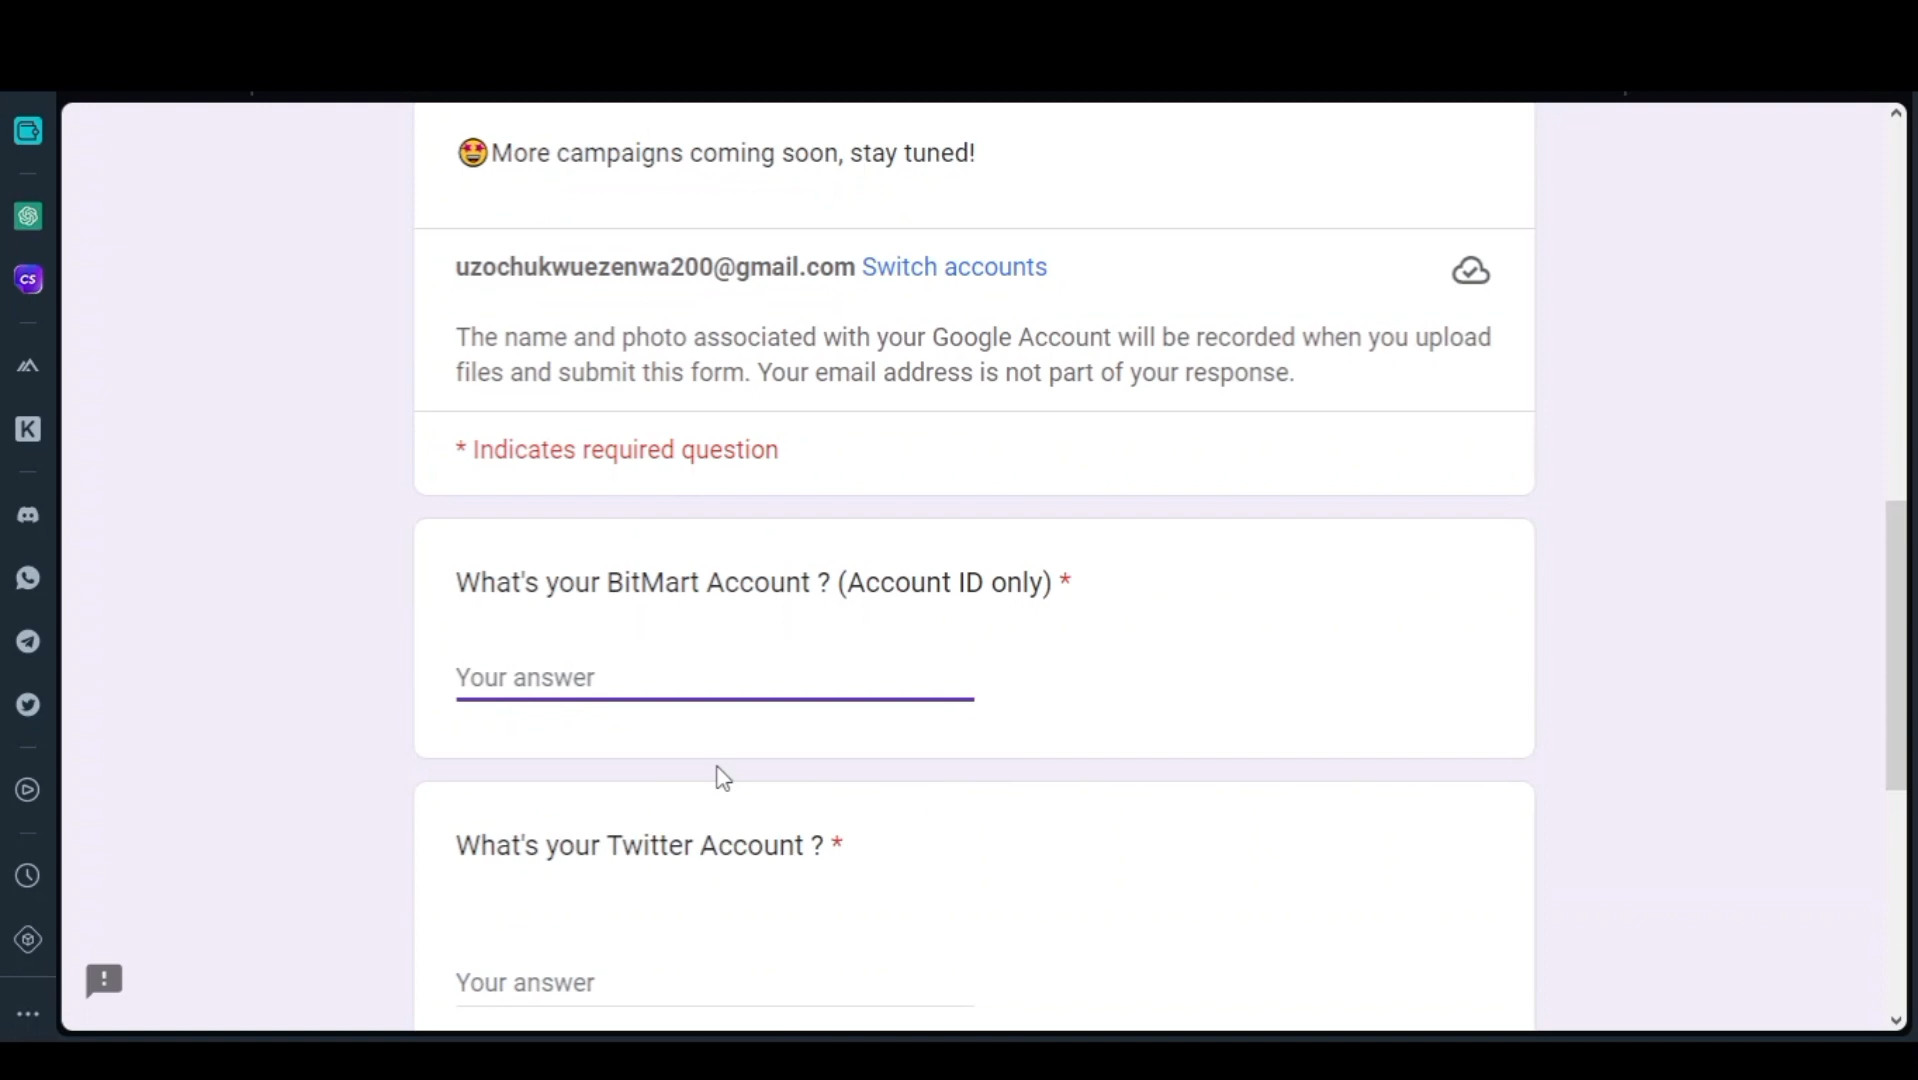 🤩More campaigns coming soon, stay tuned!
uzochukwuezenwa200@gmail.com Switch accounts
The name and photo associated with your Google Account will be recorded when you upload
files and submit this form. Your email address is not part of your response.
* Indicates required question
What's your BitMart Account ? (Account ID only) *
Your answer
What's your Twitter Account ? *
Your answer
CS
K